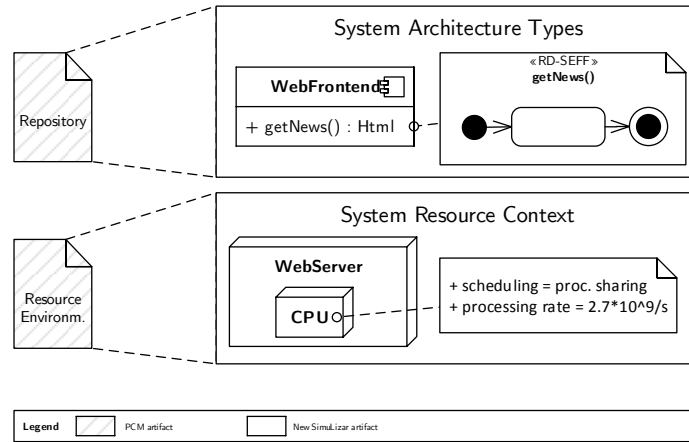 System Architecture Types
Repository
WebFrontend
+ getNews() : Html
«RD-SEFF»
getNews()
System Resource Context
Resource
Environm.
WebServer
CPU
+ scheduling = proc. sharing
+ processing rate = 2.7*10^9/s
Legend PCM artifact New SimuLizar artifact